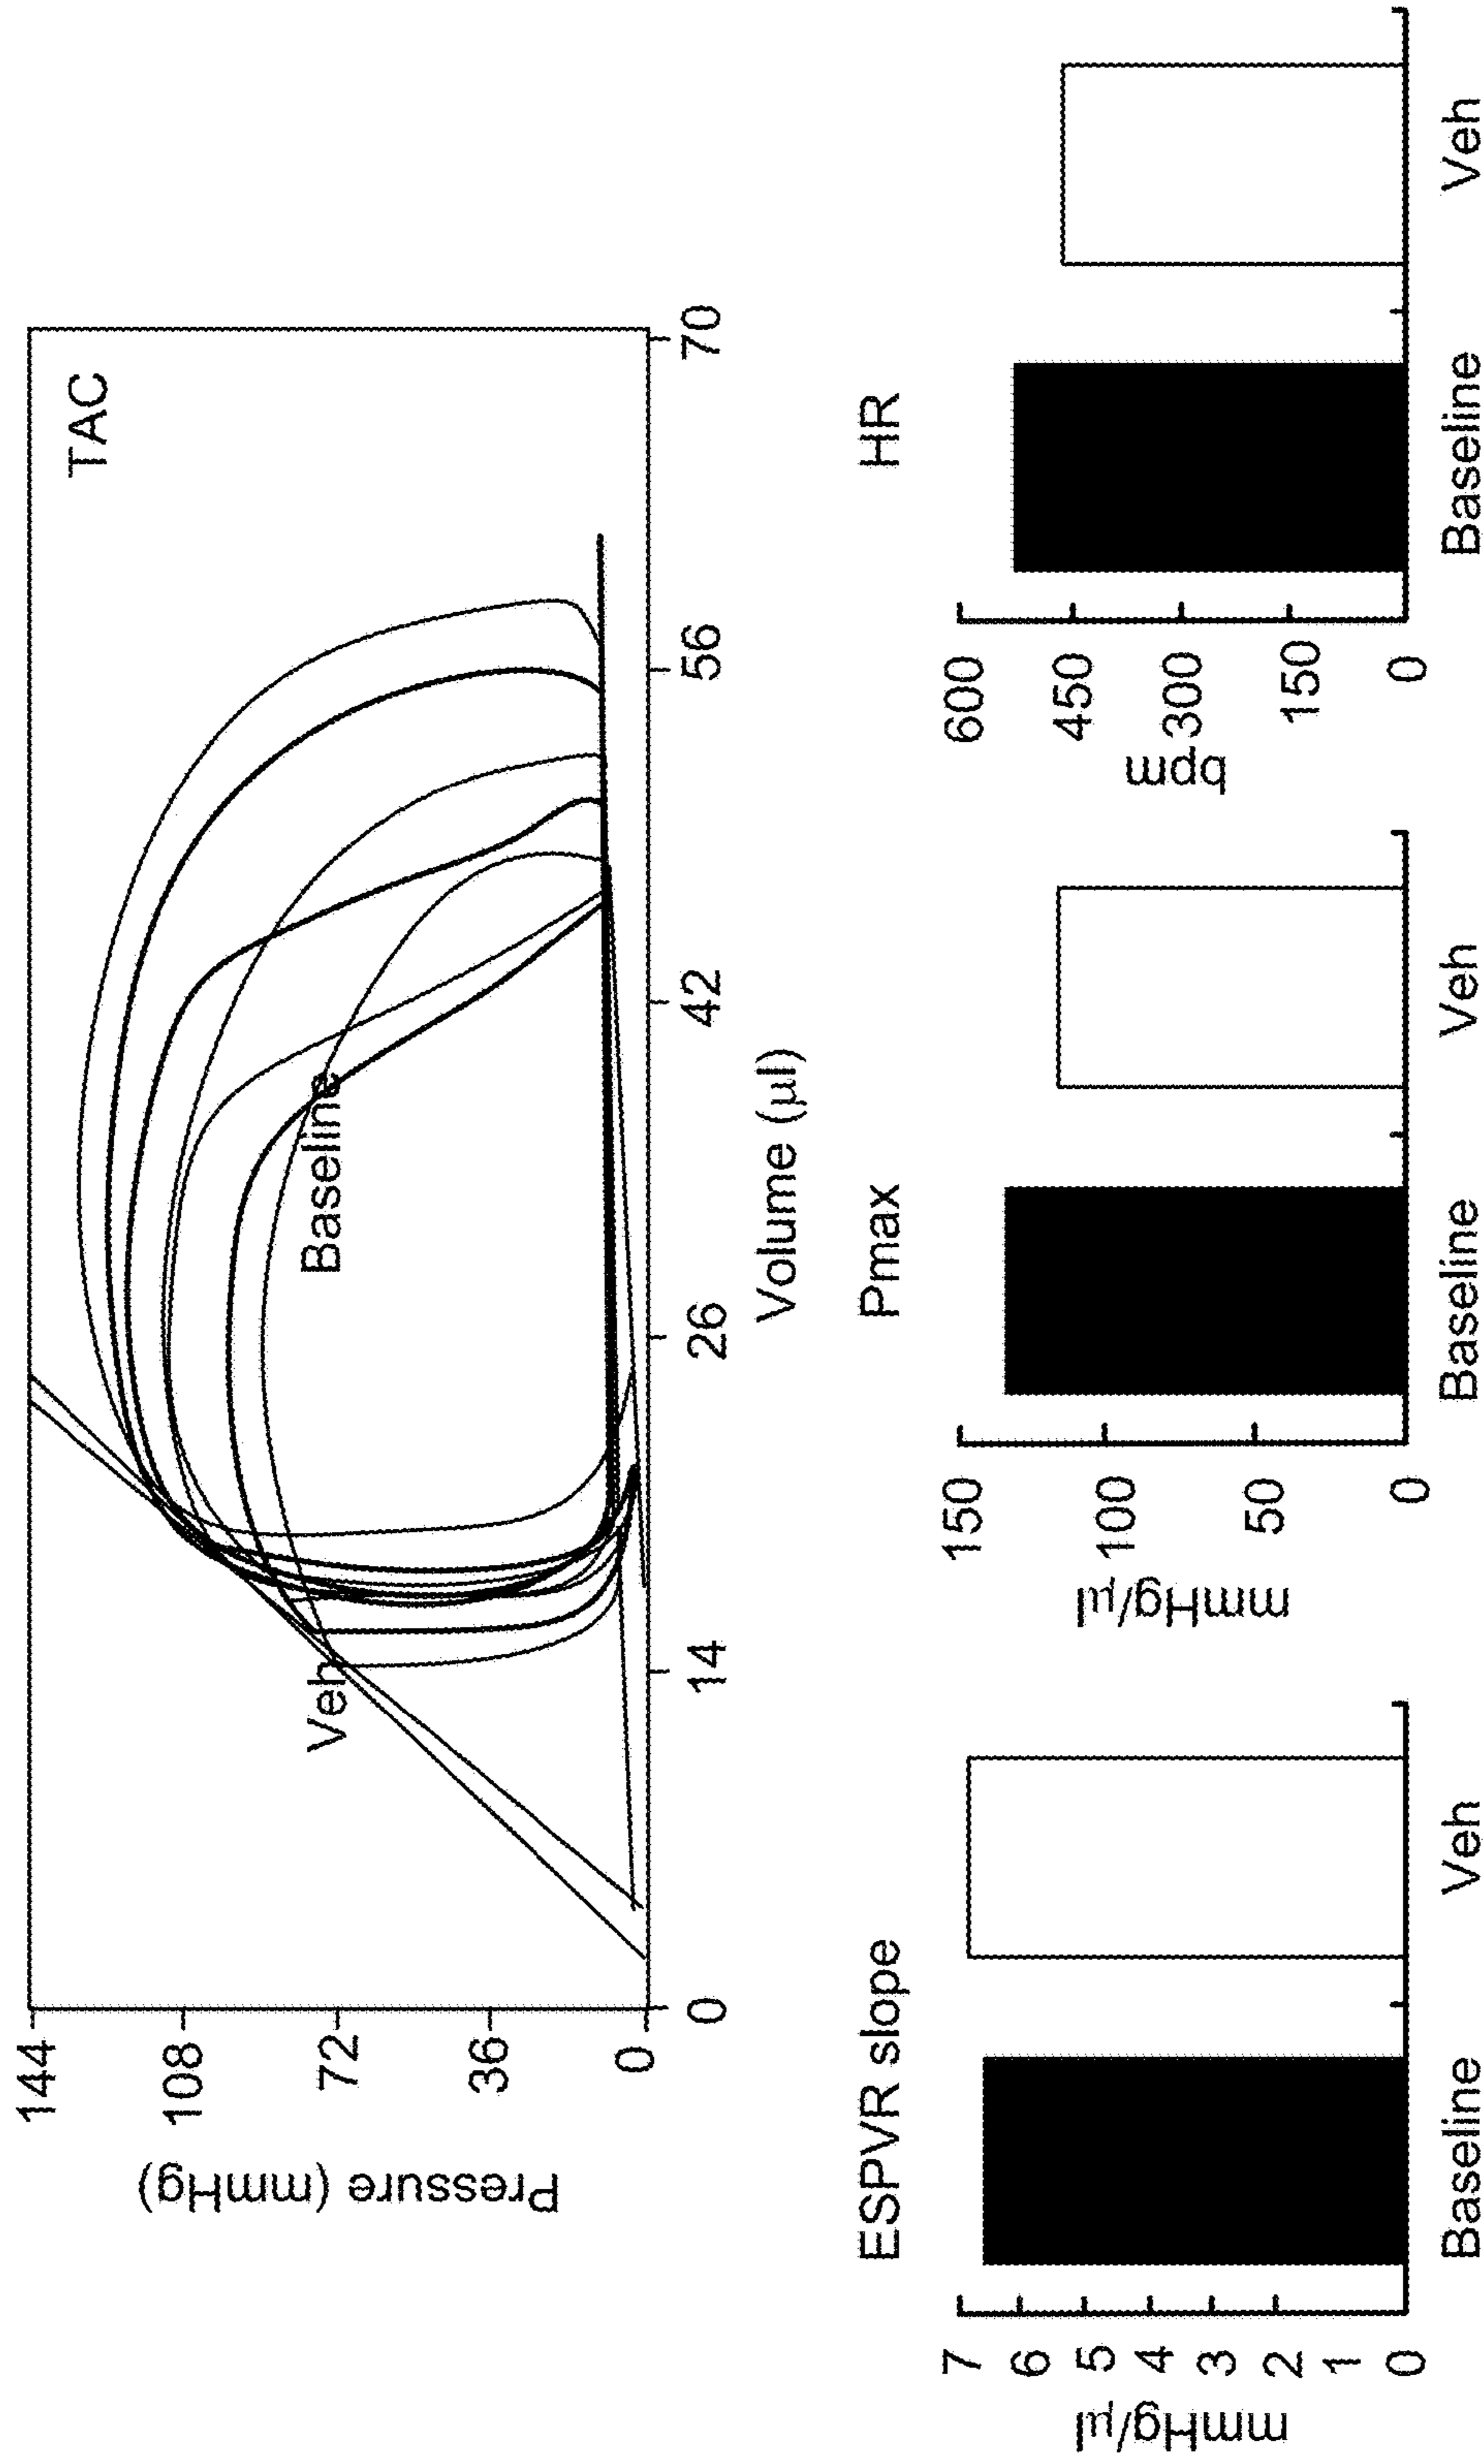 TAC
Pressure (mmHg)
144
108
72
36
0
Veh
Baseline
0
14
26
42
56
70
Volume (µl)
ESPVR slope
mmHg/µl
7
6
5
4
3
2
1
0
Baseline
Veh
Pmax
mmHg/µl
150
100
50
0
Baseline
Veh
HR
bpm
600
450
300
150
0
Baseline
Veh